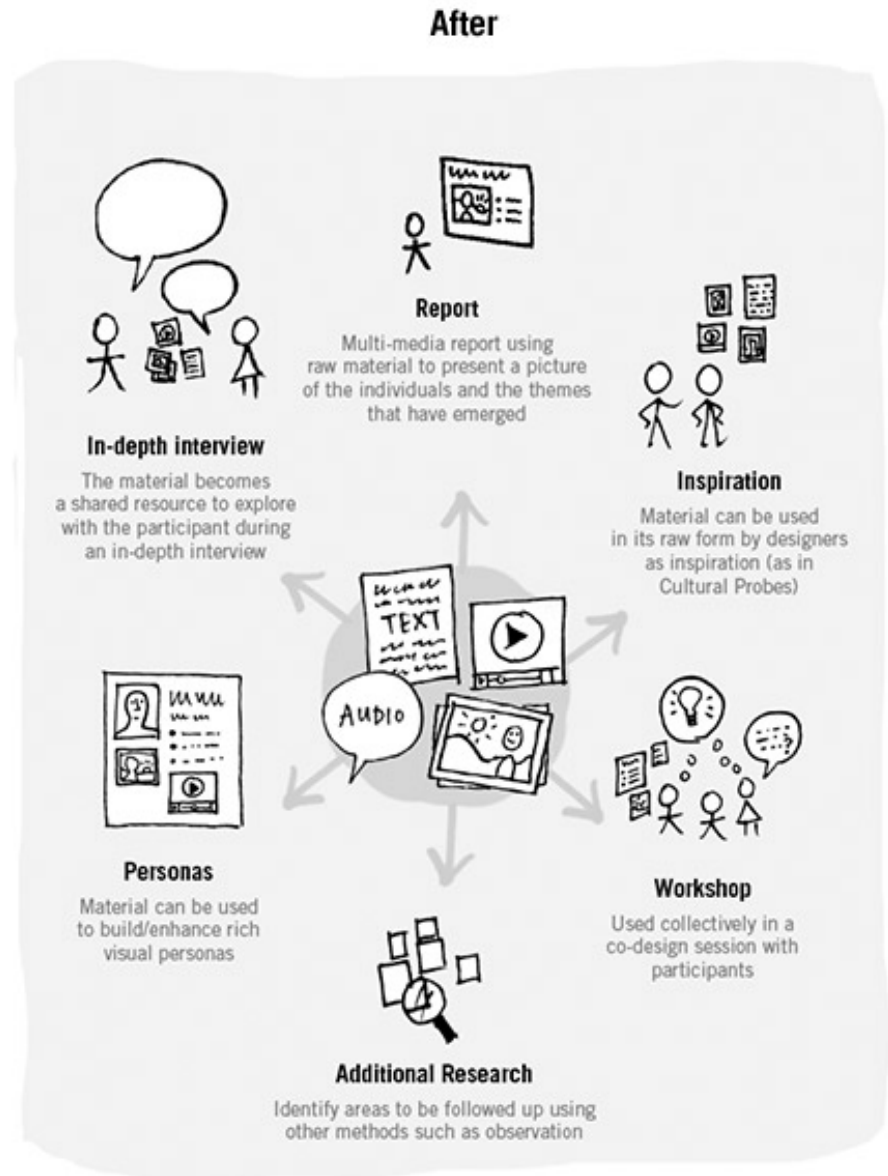 After
Report
Multi-media report using
raw material to present a picture
of the individuals and the themes
that have emerged
In-depth interview
The material becomes
a shared resource to explore
with the participant during
an in-depth interview
Inspiration
Material can be used
in its raw form by designers
as inspiration (as in
Cultural Probes)
TEXT
AUDIO
Personas
Material can be used
to build/enhance rich
visual personas
Workshop
Used collectively in a
co-design session with
participants
Additional Research
Identify areas to be followed up using
other methods such as observation